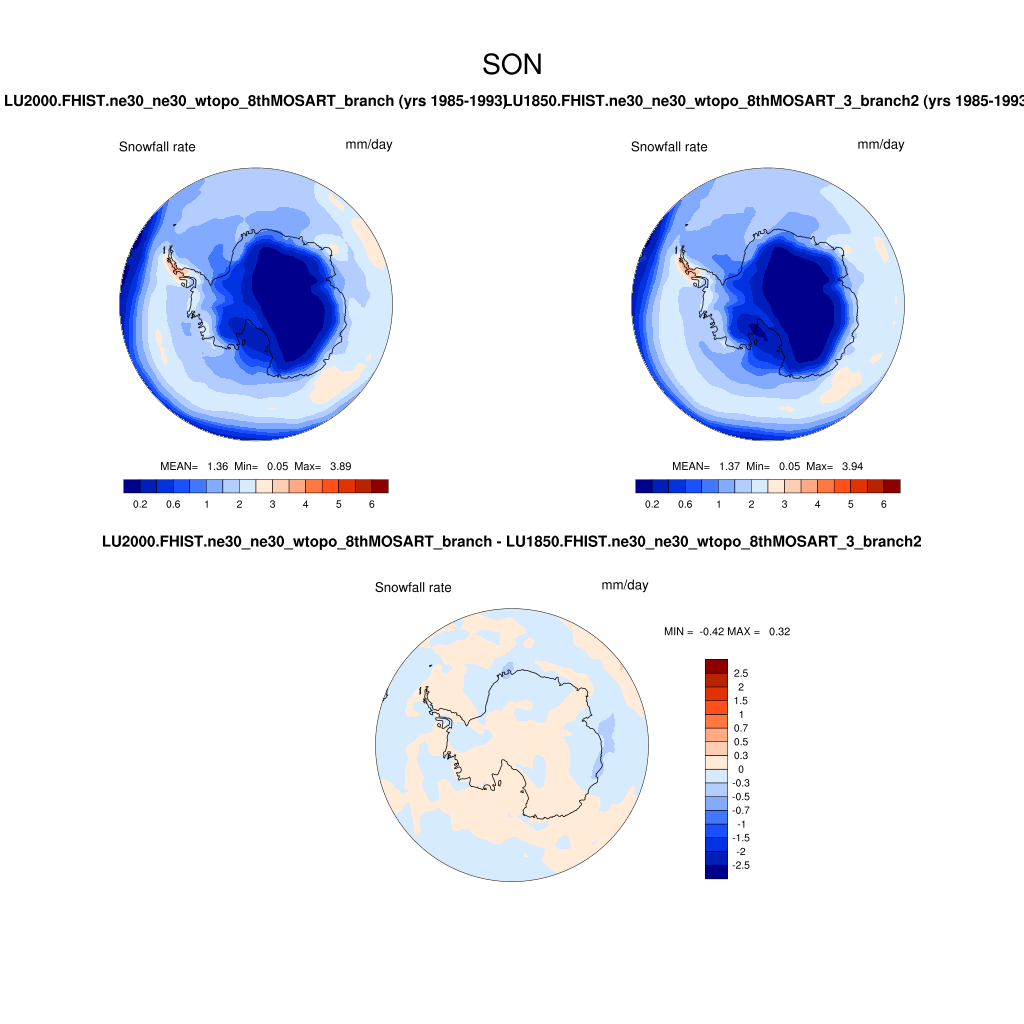 SON
LU2000.FHIST.ne30_ne30_wtopo_8thMOSART_branch (yrs 1985-1993)
LU1850.FHIST.ne30_ne30_wtopo_8thMOSART_3_branch2 (yrs 1985-1993
Snowfall rate mm/day
Snowfall rate mm/day
MEAN= 1.36 Min= 0.05 Max= 3.89
MEAN= 1.37 Min= 0.05 Max= 3.94
0.2 0.6 1 2 3 4 5 6
0.2 0.6 1 2 3 4 5 6
LU2000.FHIST.ne30_ne30_wtopo_8thMOSART_branch - LU1850.FHIST.ne30_ne30_wtopo_8thMOSART_3_branch2
Snowfall rate mm/day
MIN = -0.42 MAX = 0.32
2.5
2
1.5
1
0.7
0.5
0.3
0
-0.3
-0.5
-0.7
-1
-1.5
-2
-2.5